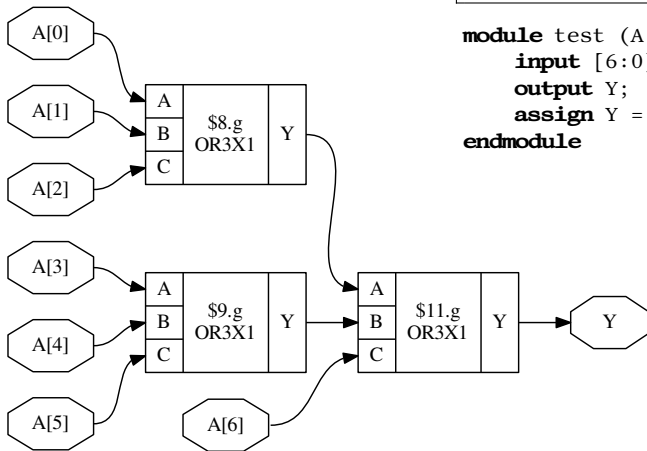 A[0]
A[1]
A[2]
A
B
C
$8.g
OR3X1
Y
module test (A
input [6:0]
output Y;
assign Y =
endmodule
A[3]
A[4]
A[5]
A
B
C
$9.g
OR3X1
Y
A[6]
A
B
C
$11.g
OR3X1
Y
Y